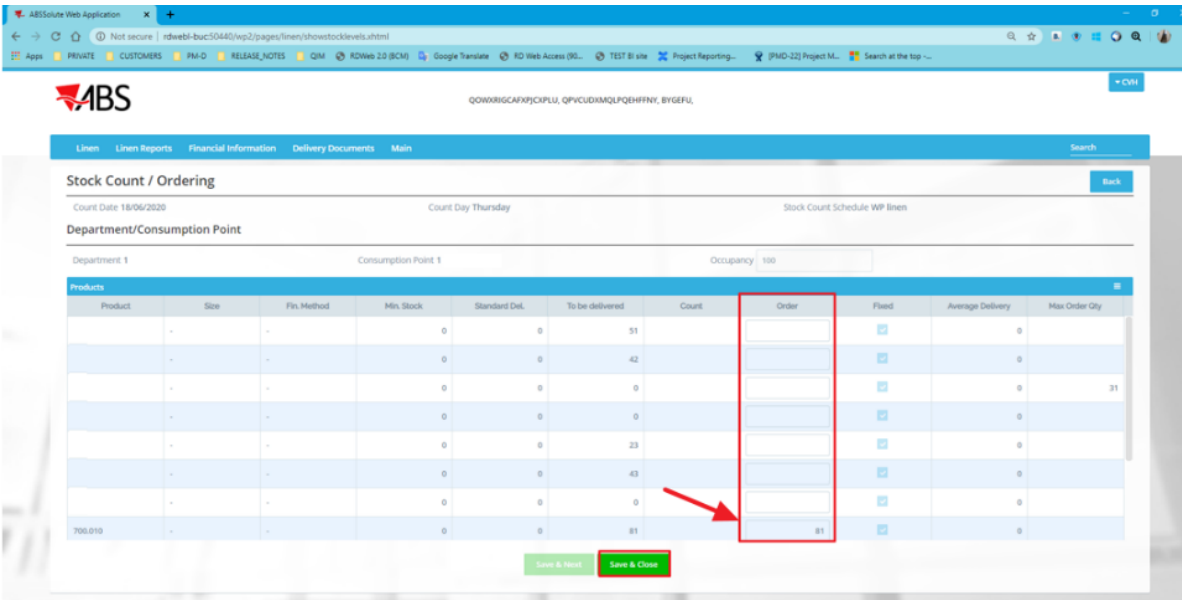 ABSSolute Web Application
Not secure | rdwebl-buc:50440/wp2/pages/linen/showstocklevels.xhtml
Apps PRIVATE CUSTOMERS PM-D RELEASE_NOTES QIM RDWeb 2.0 (BCM) Google Translate RD Web Access (90... TEST BI site Project Reporting... [PMD-22] Project M... Search at the top -...
CVH
ABS
QOWXRIGCAFXPJCXPLU, QPVCUDXMQLPQEHFFNY, BYGEFU,
Linen Linen Reports Financial Information Delivery Documents Main Search
Stock Count / Ordering Back
Count Date 18/06/2020 Count Day Thursday Stock Count Schedule WP linen
Department/Consumption Point
Department 1 Consumption Point 1 Occupancy 100
Products
Product Size Fin. Method Min. Stock Standard Del. To be delivered Count Order Fixed Average Delivery Max Order Qty
- - 0 0 51 0
- - 0 0 42 0
- - 0 0 0 0 31
- - 0 0 0 0
- - 0 0 23 0
- - 0 0 43 0
- - 0 0 0 0
700.010 - - 0 0 81 81 0
Save & Next Save & Close